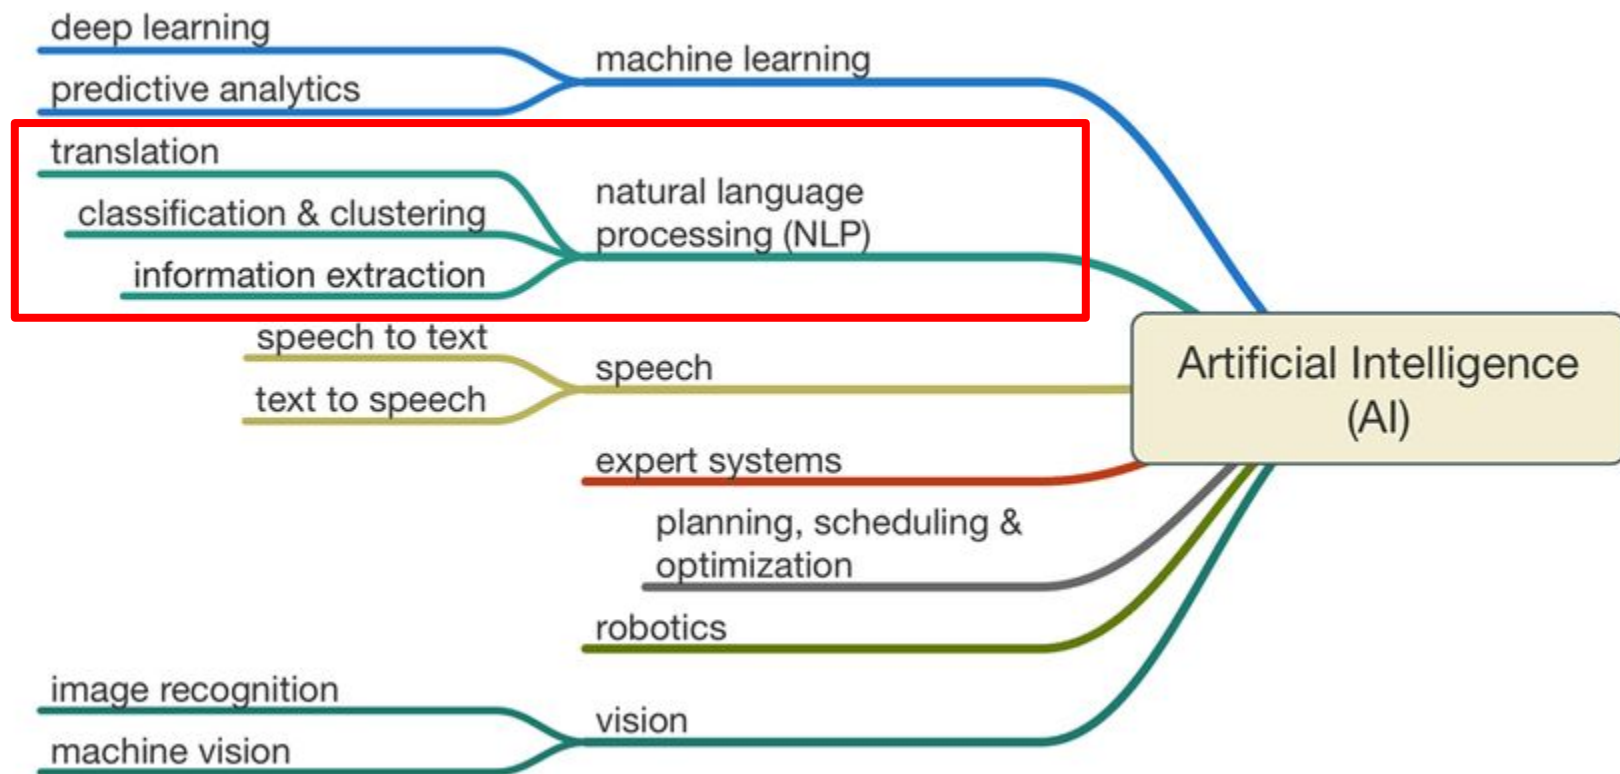 deep learning
machine learning
predictive analytics
translation
natural language
processing (NLP)
classification & clustering
information extraction
speech to text
speech
text to speech
Artificial Intelligence
(AI)
expert systems
planning, scheduling &
optimization
robotics
image recognition
vision
machine vision